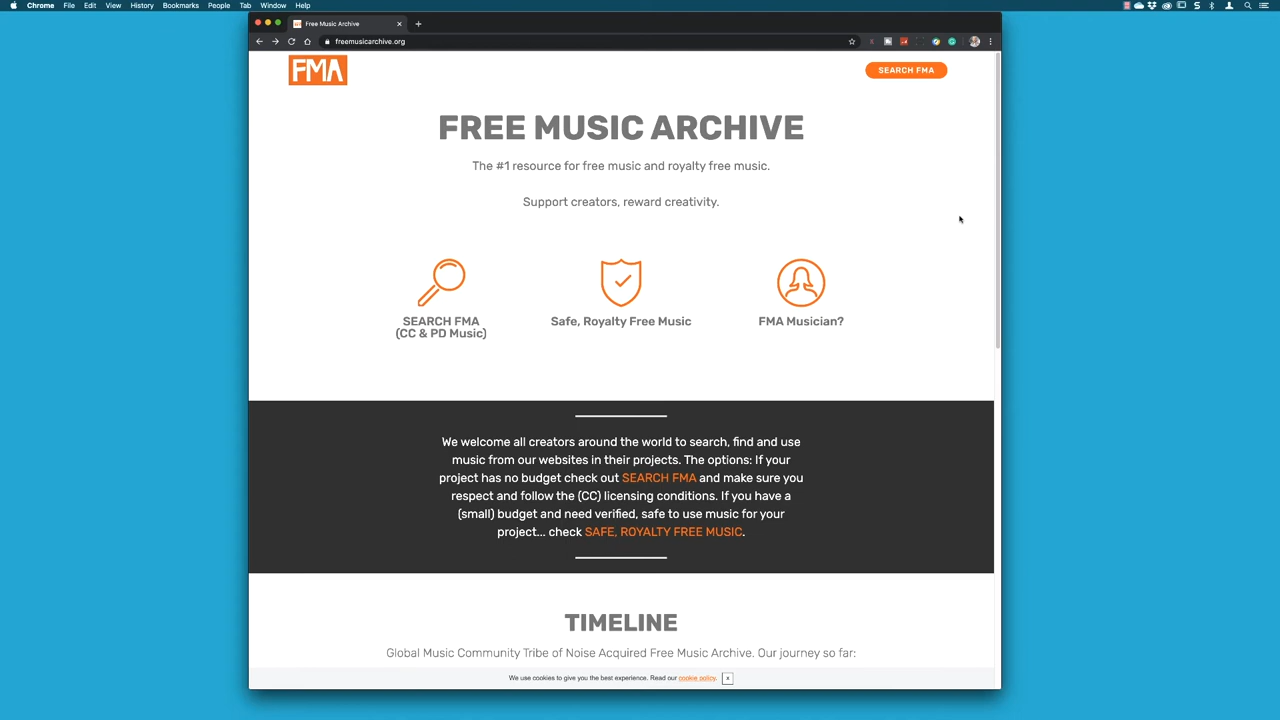 Chrome File Edit View History Bookmarks People Tab Window Help
Free Music Archive
freemusicarchive.org
FMA
SEARCH FMA
FREE MUSIC ARCHIVE
The #1 resource for free music and royalty free music.
Support creators, reward creativity.
SEARCH FMA
(CC & PD Music)
Safe, Royalty Free Music
FMA Musician?
We welcome all creators around the world to search, find and use
music from our websites in their projects. The options: If your
project has no budget check out SEARCH FMA and make sure you
respect and follow the (CC) licensing conditions. If you have a
(small) budget and need verified, safe to use music for your
project... check SAFE, ROYALTY FREE MUSIC.
TIMELINE
Global Music Community Tribe of Noise Acquired Free Music Archive. Our journey so far:
We use cookies to give you the best experience. Read our cookie policy. x